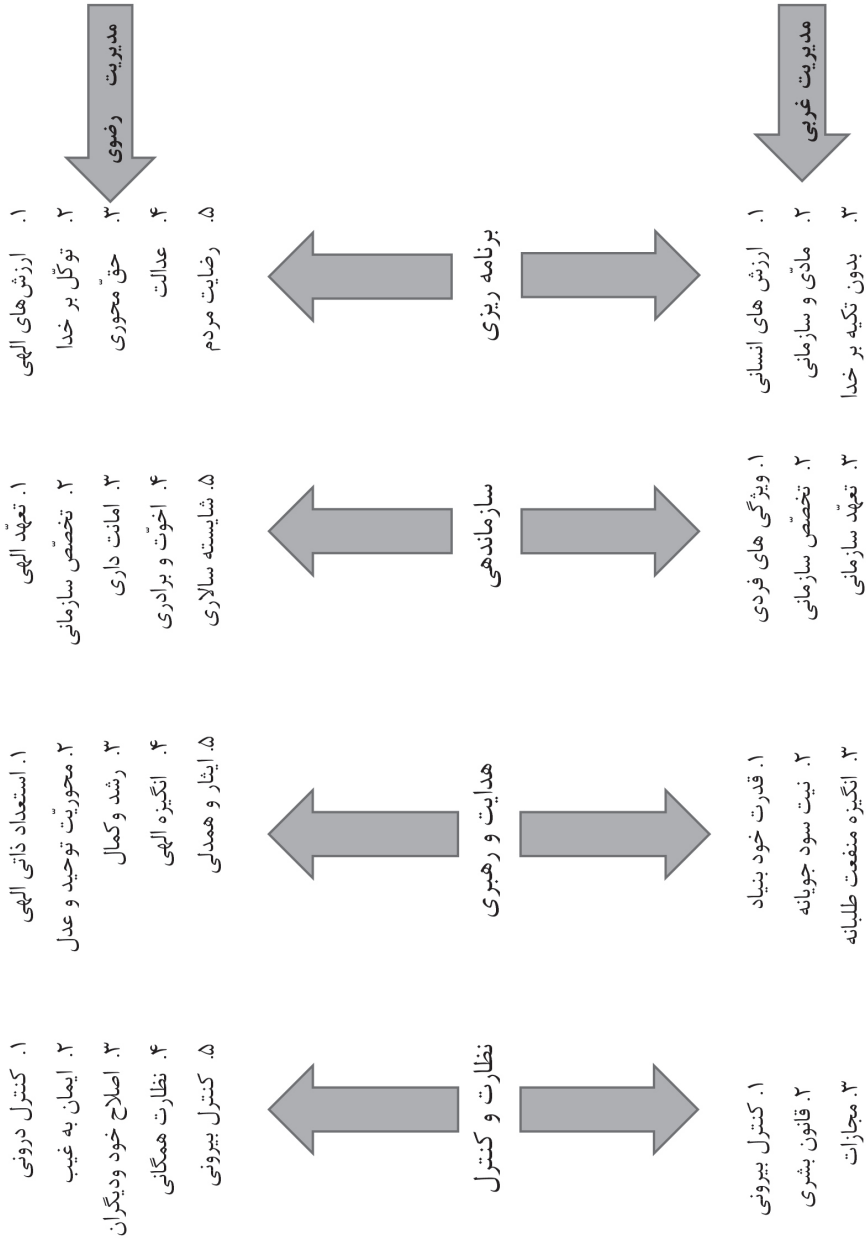 مدیریت رضوی
۱. ارزش‌های الهی
۲. توکّل بر خدا
۳. حق محوری
۴. عدالت
۵. رضایت مردم
۱. تعهّد الهی
۲. تخصّص سازمانی
۳. امانت داری
۴. اخوّت و برادری
۵. شایسته سالاری
۱. استعداد ذاتی الهی
۲. محوریّت توحید و عدل
۳. رشد وکمال
۴. انگیزه الهی
۵. ایثار و همدلی
۱. کنترل درونی
۲. ایمان به غیب
۳. اصلاح خود ودیگران
۴. نظارت همگانی
۵. کنترل بیرونی
برنامه ریزی
سازماندهی
هدایت و رهبری
نظارت و کنترل
مدیریت غربی
۱. ارزش های انسانی
۲. مادّی و سازمانی
۳. بدون تکیه بر خدا
۱. ویژگی های فردی
۲. تخصّص سازمانی
۳. تعهّد سازمانی
۱. قدرت خود بنیاد
۲. نیت سود جویانه
۳. انگیزه منفعت طلبانه
۱. کنترل بیرونی
۲. قانون بشری
۳. مجازات